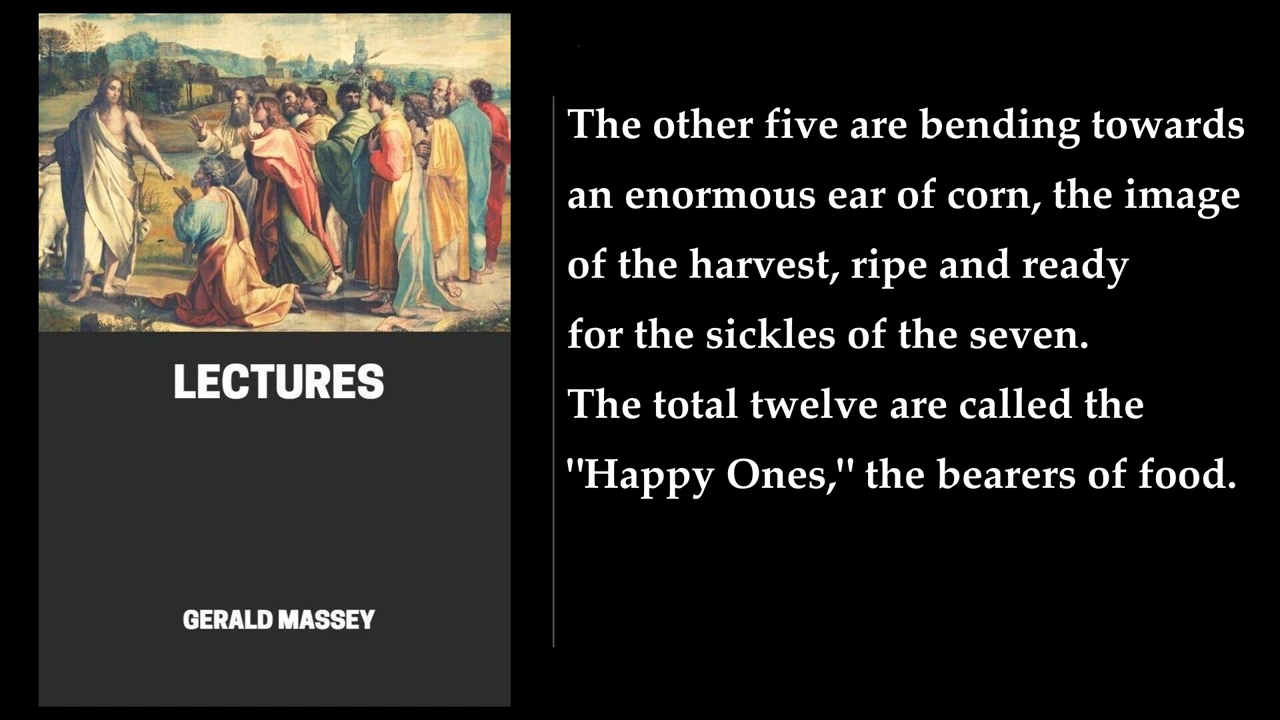 LECTURES
GERALD MASSEY
The other five are bending towards
an enormous ear of corn, the image
of the harvest, ripe and ready
for the sickles of the seven.
The total twelve are called the
"Happy Ones," the bearers of food.